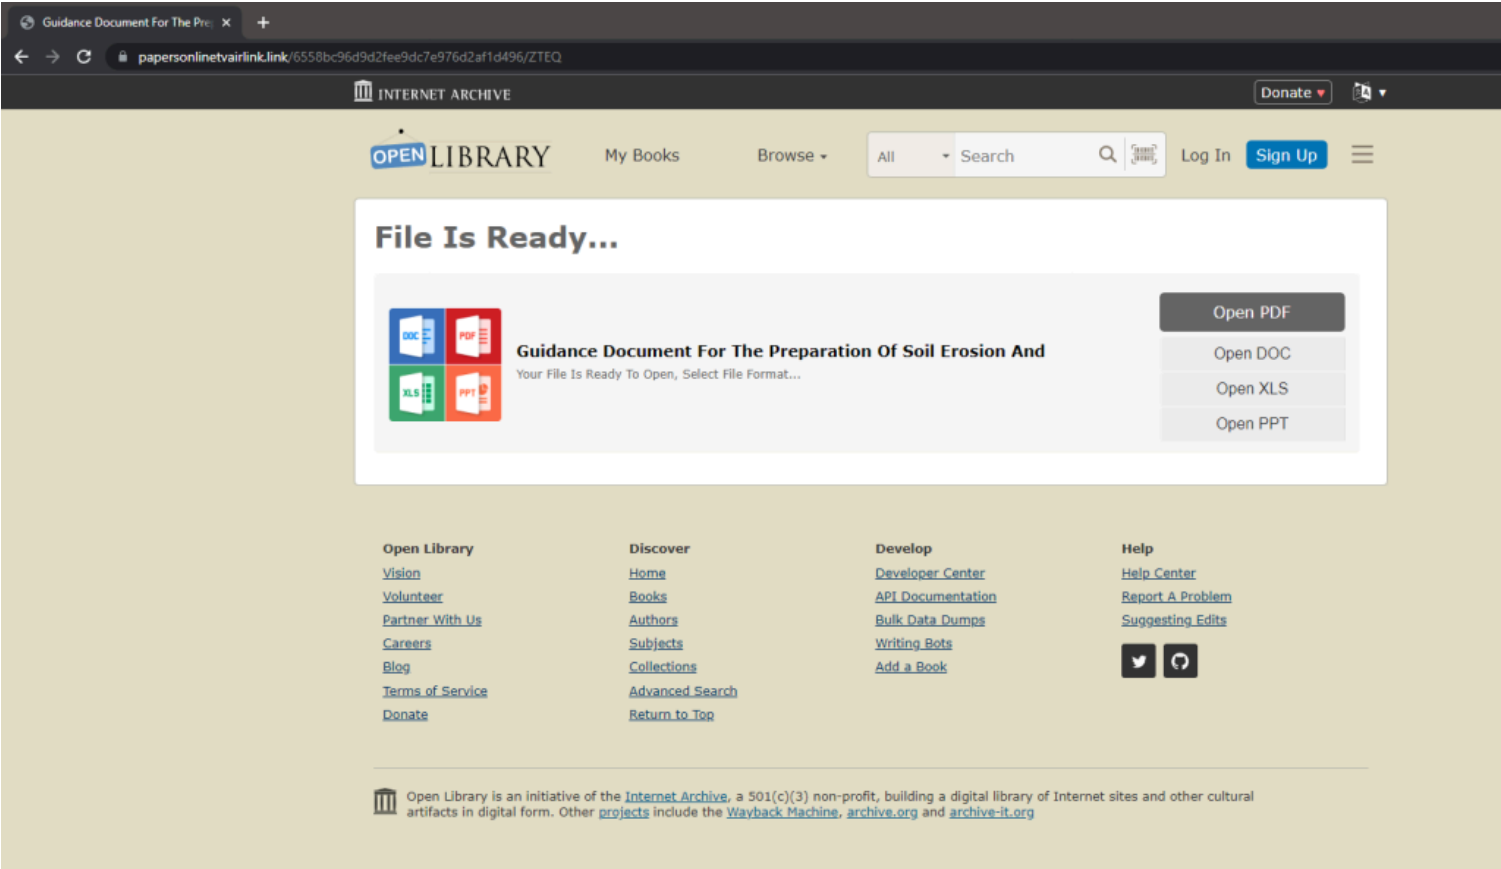 Guidance Document For The Pre
papersonlinetvairlink.link/6558bc96d9d2fee9dc7e976d2af1d496/ZTEQ
INTERNET ARCHIVE
Donate
OPEN LIBRARY
My Books
Browse
All
Search
Log In
Sign Up
File Is Ready...
DOC
PDF
XLS
PPT
Guidance Document For The Preparation Of Soil Erosion And
Your File Is Ready To Open, Select File Format...
Open PDF
Open DOC
Open XLS
Open PPT
Open Library
Vision
Volunteer
Partner With Us
Careers
Blog
Terms of Service
Donate
Discover
Home
Books
Authors
Subjects
Collections
Advanced Search
Return to Top
Develop
Developer Center
API Documentation
Bulk Data Dumps
Writing Bots
Add a Book
Help
Help Center
Report A Problem
Suggesting Edits
Open Library is an initiative of the Internet Archive, a 501(c)(3) non-profit, building a digital library of Internet sites and other cultural
artifacts in digital form. Other projects include the Wayback Machine, archive.org and archive-it.org